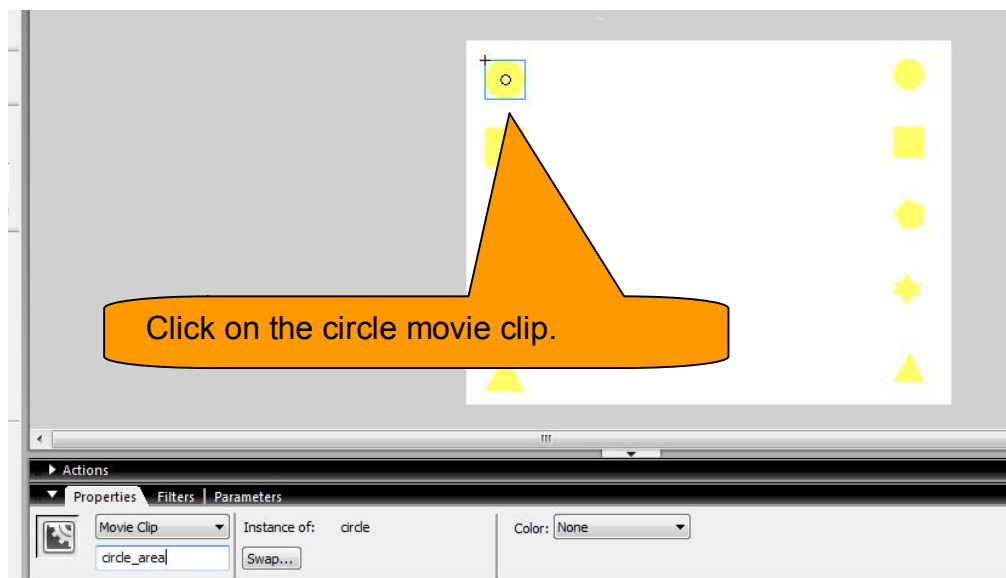 Click on the circle movie clip.
Actions
Properties Filters Parameters
Movie Clip Instance of: circle Color: None
circle_area Swap...